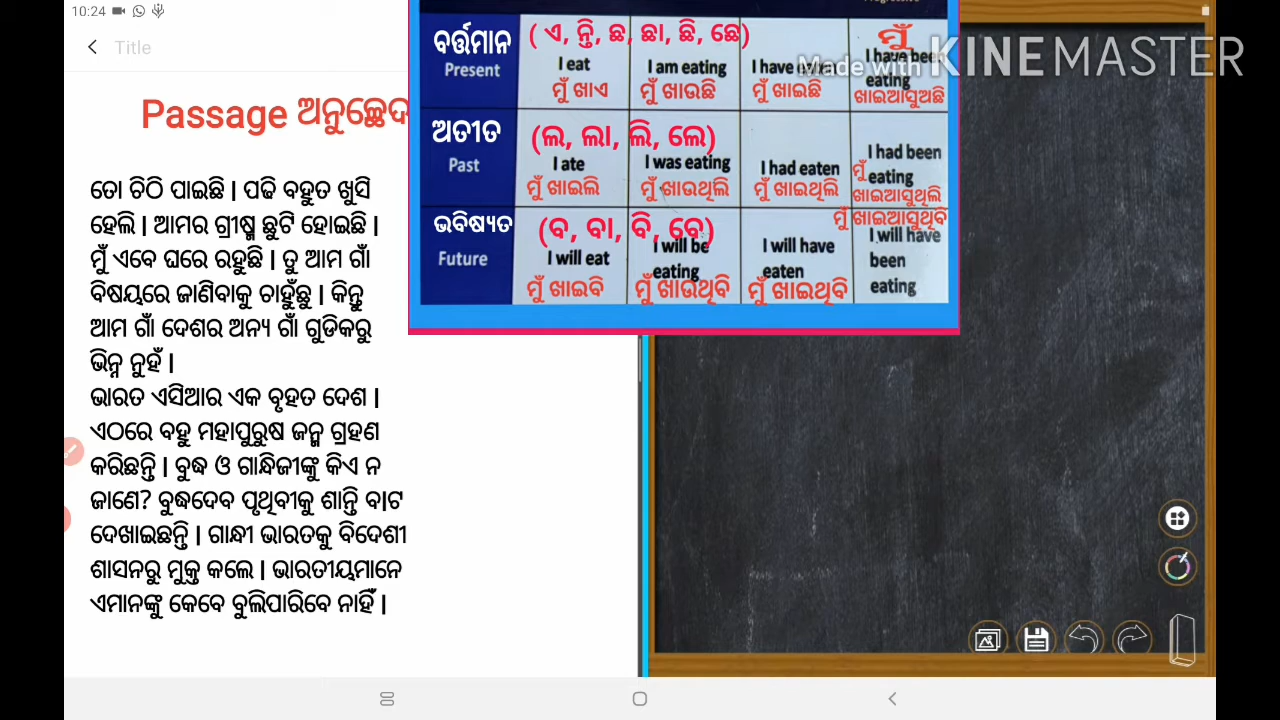 10:24
Title
Passage ଅନୁଚ୍ଛେଦ
ତୋ ଚିଠି ପାଇଛି | ପଢି ବହୁତ ଖୁସି
ହେଲି | ଆମର ଗ୍ରୀଷ୍ମ ଛୁଟି ହୋଇଛି |
ମୁଁ ଏବେ ଘରେ ରହୁଛି | ତୁ ଆମ ଗାଁ
ବିଷୟରେ ଜାଣିବାକୁ ଚାହୁଁଛୁ | କିନ୍ତୁ
ଆମ ଗାଁ ଦେଶର ଅନ୍ୟ ଗାଁ ଗୁଡିକରୁ
ଭିନ୍ନ ନୁହଁ |
ଭାରତ ଏସିଆର ଏକ ବୃହତ ଦେଶ |
ଏଠରେ ବହୁ ମହାପୁରୁଷ ଜନ୍ମ ଗ୍ରହଣ
କରିଛନ୍ତି | ବୁଦ୍ଧ ଓ ଗାନ୍ଧିଜୀଙ୍କୁ କିଏ ନ
ଜାଣେ? ବୁଦ୍ଧଦେବ ପୃଥିବୀକୁ ଶାନ୍ତି ବାଟ
ଦେଖାଇଛନ୍ତି | ଗାନ୍ଧୀ ଭାରତକୁ ବିଦେଶୀ
ଶାସନରୁ ମୁକ୍ତ କଲେ | ଭାରତୀୟମାନେ
ଏମାନଙ୍କୁ କେବେ ଭୁଲିପାରିବେ ନାହିଁ |
ବର୍ତ୍ତମାନ
Present
( ଏ, ନ୍ତି, ଛ, ଛା, ଛି, ଛେ)
I eat
ମୁଁ ଖାଏ
I am eating
ମୁଁ ଖାଉଛି
I have
ମୁଁ ଖାଇଛି
ମୁଁ
I have been
eating
ଖାଇଆସୁଅଛି
Made with KINEMASTER
ଅତୀତ
Past
(ଲ, ଲା, ଲି, ଲେ)
I ate
ମୁଁ ଖାଇଲି
I was eating
ମୁଁ ଖାଉଥିଲି
I had eaten
ମୁଁ ଖାଇଥିଲି
I had been
ମୁଁ eating
ଖାଇଆସୁଥିଲି
ଭବିଷ୍ୟତ
Future
(ବ, ବା, ବି, ବେ)
I will eat
ମୁଁ ଖାଇବି
I will be
eating
ମୁଁ ଖାଉଥିବି
I will have
eaten
ମୁଁ ଖାଇଥିବି
ମୁଁ ଖାଇଆସୁଥିବି
I will have
been
eating